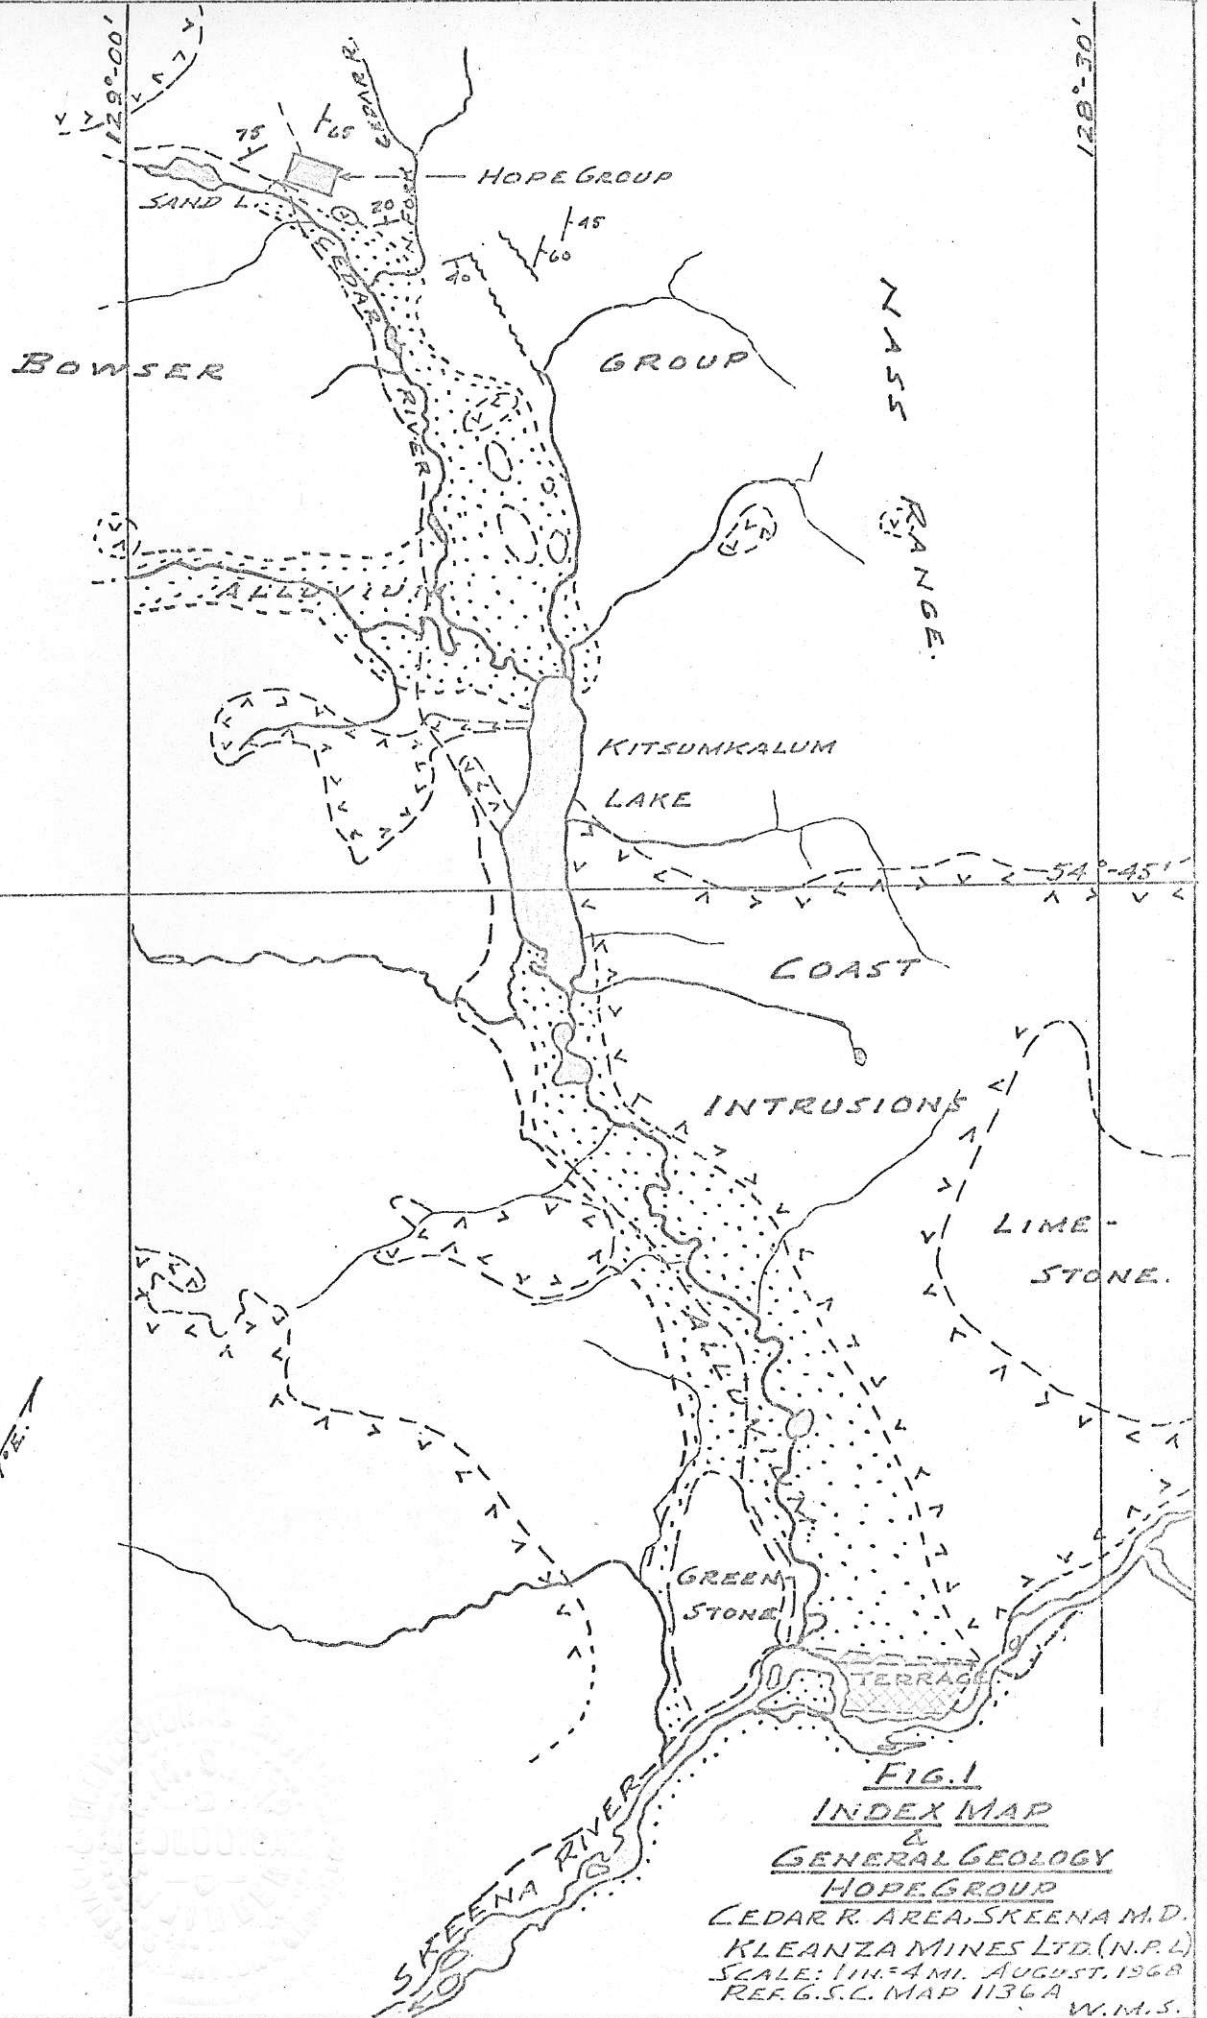 129°-00'
128°-30'
CEDAR R.
N. FORK
75
65
HOPE GROUP
SAND L.
20
45
60
40
CEDAR
RIVER
BOWSER
GROUP
NASS
RANGE.
ALLUVIUM
KITSUMKALUM
LAKE
54°-45'
COAST
INTRUSIONS
LIME-
STONE.
GREEN-
STONE
TERRACE
SKEENA RIVER
FIG. 1
INDEX MAP
&
GENERAL GEOLOGY
HOPE GROUP
CEDAR R. AREA, SKEENA M.D.
KLEANZA MINES LTD. (N.P.L)
SCALE: 1 IN.=4 MI. AUGUST, 1968
REF. G.S.C. MAP 1136A
W.M.S.